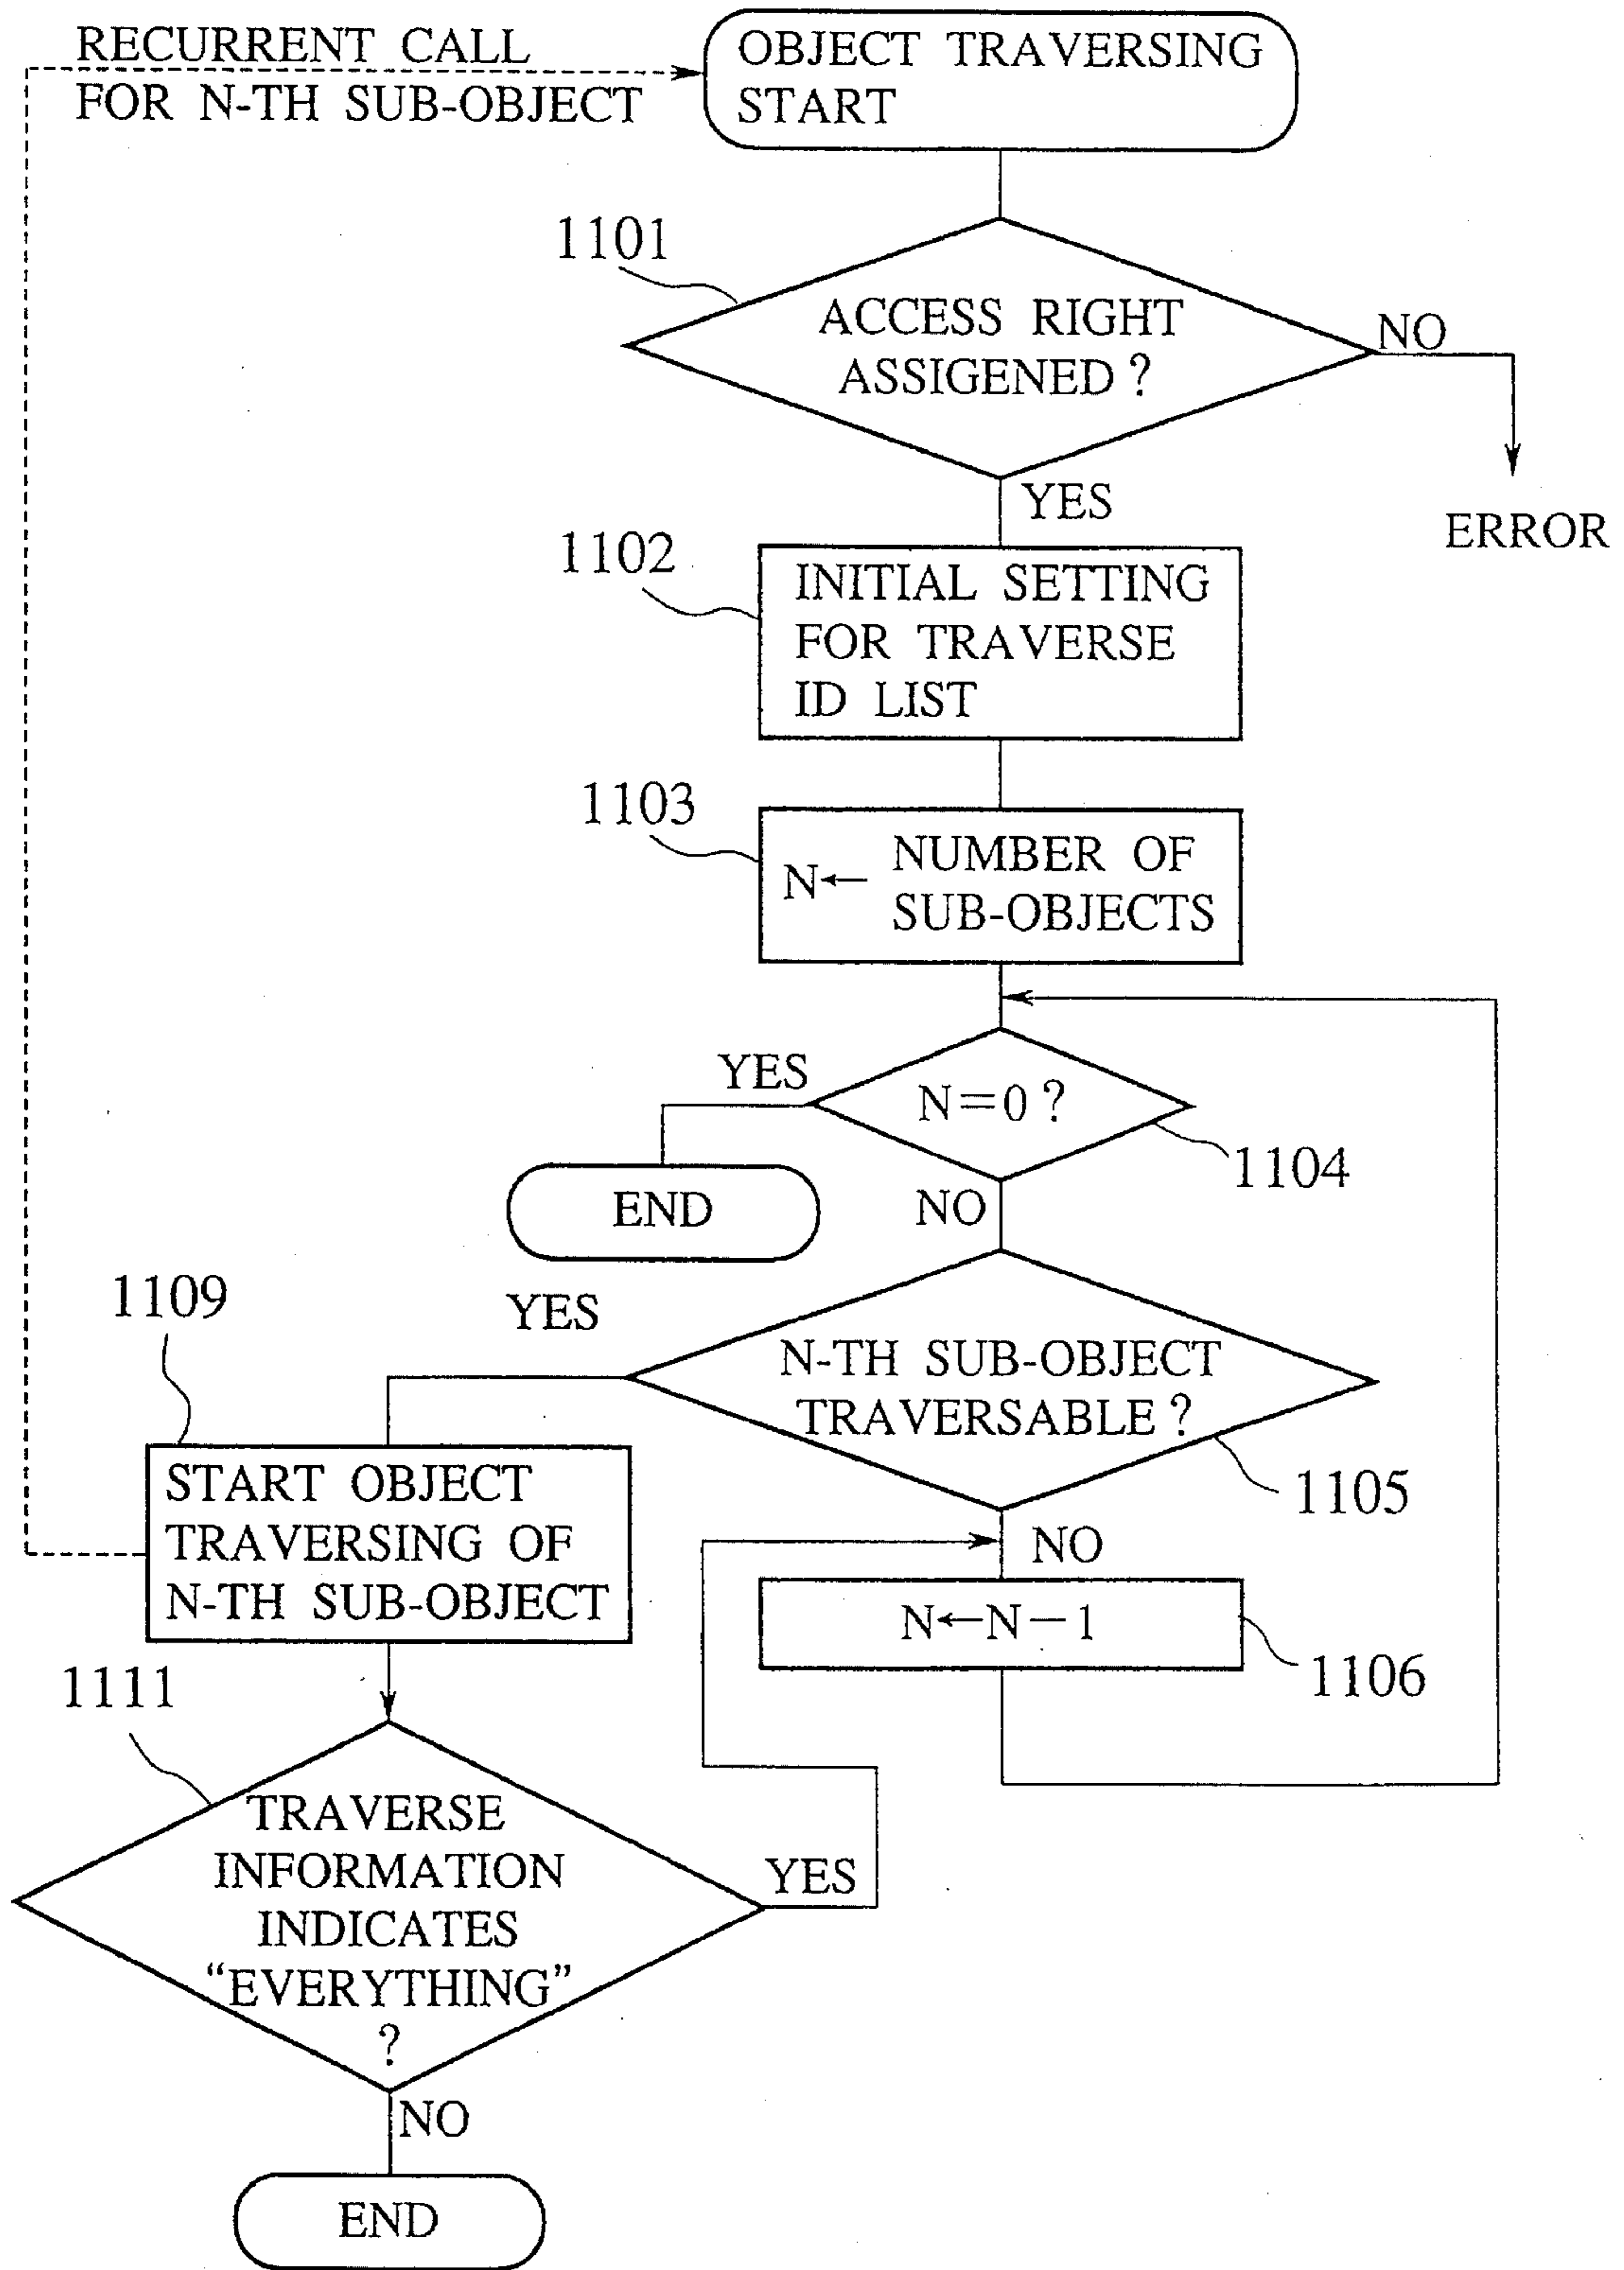 RECURRENT CALL
FOR N-TH SUB-OBJECT
OBJECT TRAVERSING
START
1101
ACCESS RIGHT
ASSIGENED ?
NO
ERROR
YES
1102
INITIAL SETTING
FOR TRAVERSE
ID LIST
1103
N← NUMBER OF
SUB-OBJECTS
YES
N=0 ?
1104
END
NO
1109
YES
N-TH SUB-OBJECT
TRAVERSABLE ?
1105
START OBJECT
TRAVERSING OF
N-TH SUB-OBJECT
NO
N←N−1
1106
1111
TRAVERSE
INFORMATION
INDICATES
“EVERYTHING”
?
YES
NO
END